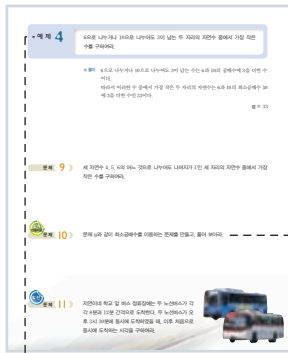 예제 4
6으로 나누거나 10으로 나누어도 3이 남는 두 자리의 자연수 중에서 가장 작은
수를 구하여라.
풀이 6으로 나누거나 10으로 나누어도 3이 남는 수는 6과 10의 공배수에 3을 더한 수
이다.
따라서 이러한 수 중에서 가장 작은 두 자리의 자연수는 6과 10의 최소공배수 30
에 3을 더한 수인 33이다.
답 33
문제 9
세 자연수 4, 5, 6의 어느 것으로 나누어도 나머지가 1인 세 자리의 자연수 중에서 가장
작은 수를 구하여라.
문제 10
문제 9와 같이 최소공배수를 이용하는 문제를 만들고, 풀어 보아라.
문제 11
지연이네 학교 앞 버스 정류장에는 두 노선버스가 각
각 8분과 12분 간격으로 도착한다. 두 노선버스가 오
후 3시 30분에 동시에 도착하였을 때, 이후 처음으로
동시에 도착하는 시각을 구하여라.